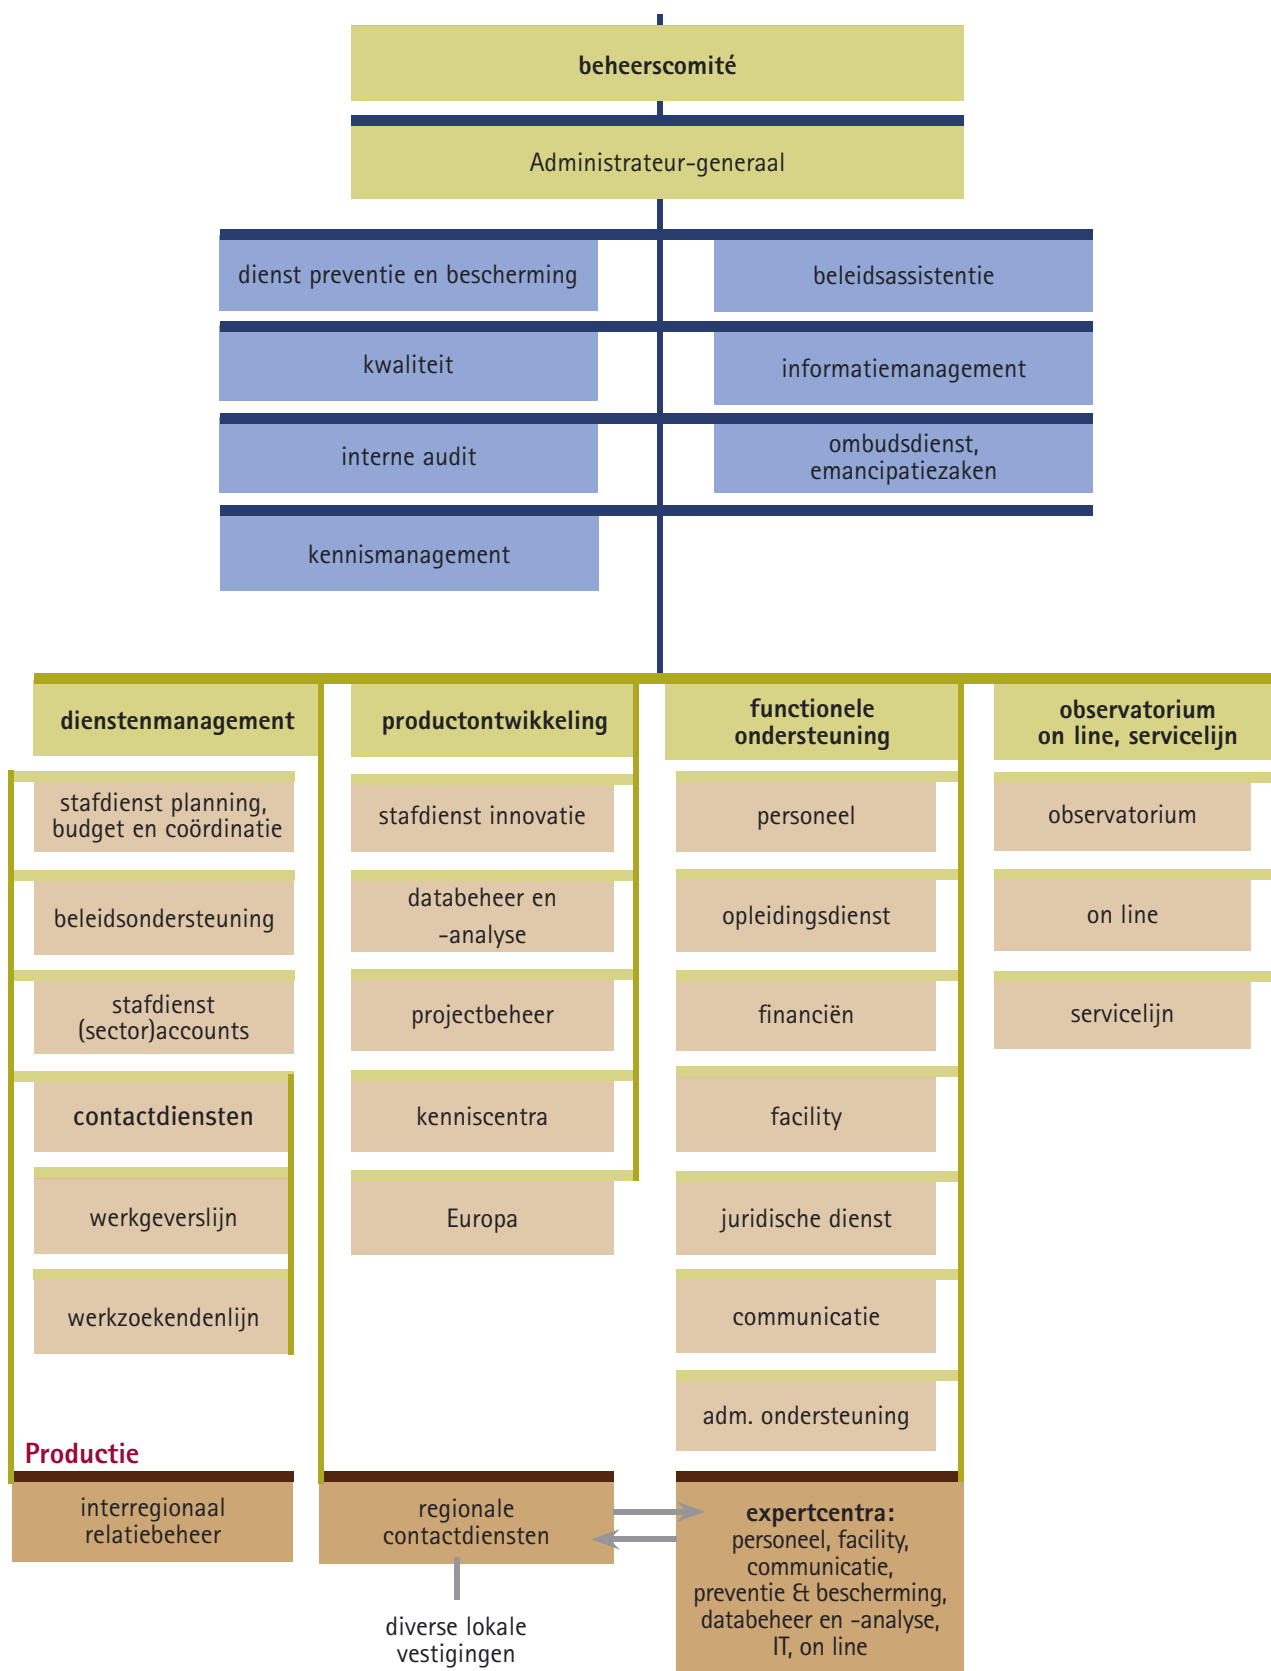 beheerscomité
Administrateur-generaal
dienst preventie en bescherming
beleidsassistentie
kwaliteit
informatiemanagement
interne audit
ombudsdienst,
emancipatiezaken
kennismanagement
dienstenmanagement
stafdienst planning,
budget en coördinatie
beleidsondersteuning
stafdienst
(sector)accounts
contactdiensten
werkgeverslijn
werkzoekendenlijn
productontwikkeling
stafdienst innovatie
databeheer en
-analyse
projectbeheer
kenniscentra
Europa
functionele
ondersteuning
personeel
opleidingsdienst
financiën
facility
juridische dienst
communicatie
adm. ondersteuning
observatorium
on line, servicelijn
observatorium
on line
servicelijn
Productie
interregionaal
relatiebeheer
regionale
contactdiensten
diverse lokale
vestigingen
expertcentra:
personeel, facility,
communicatie,
preventie & bescherming,
databeheer en -analyse,
IT, on line